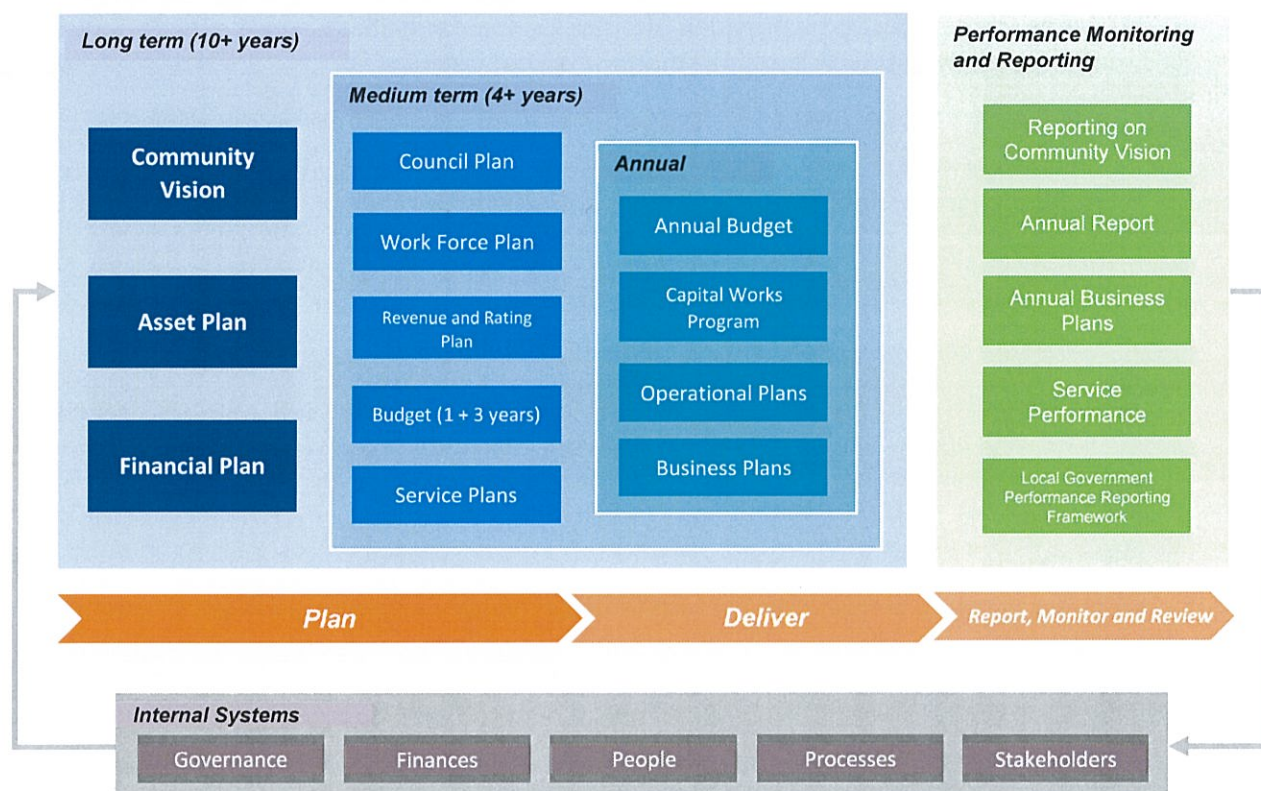 Long term (10+ years)
Community
Vision
Asset Plan
Financial Plan
Medium term (4+ years)
Council Plan
Work Force Plan
Revenue and Rating
Plan
Budget (1 + 3 years)
Service Plans
Annual
Annual Budget
Capital Works
Program
Operational Plans
Business Plans
Performance Monitoring
and Reporting
Reporting on
Community Vision
Annual Report
Annual Business
Plans
Service
Performance
Local Government
Performance Reporting
Framework
Plan
Deliver
Report, Monitor and Review
Internal Systems
Governance
Finances
People
Processes
Stakeholders